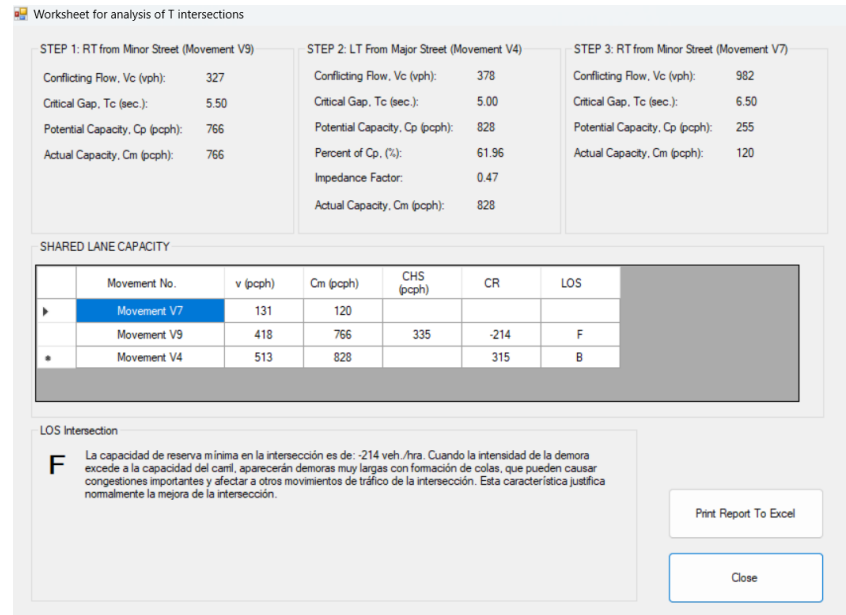 Worksheet for analysis of T intersections
STEP 1: RT from Minor Street (Movement V9)
Conflicting Flow, Vc (vph): 327
Critical Gap, Tc (sec.): 5.50
Potential Capacity, Cp (pcph): 766
Actual Capacity, Cm (pcph): 766
STEP 2: LT From Major Street (Movement V4)
Conflicting Flow, Vc (vph): 378
Critical Gap, Tc (sec.): 5.00
Potential Capacity, Cp (pcph): 828
Percent of Cp, (%): 61.96
Impedance Factor: 0.47
Actual Capacity, Cm (pcph): 828
STEP 3: RT from Minor Street (Movement V7)
Conflicting Flow, Vc (vph): 982
Critical Gap, Tc (sec.): 6.50
Potential Capacity, Cp (pcph): 255
Actual Capacity, Cm (pcph): 120
SHARED LANE CAPACITY
Movement No. v (pcph) Cm (pcph) CHS (pcph) CR LOS
Movement V7 131 120
Movement V9 418 766 335 -214 F
Movement V4 513 828 315 B
LOS Intersection
F
La capacidad de reserva mínima en la intersección es de: -214 veh./hra. Cuando la intensidad de la demora
excede a la capacidad del carril, aparecerán demoras muy largas con formación de colas, que pueden causar
congestiones importantes y afectar a otros movimientos de tráfico de la intersección. Esta característica justifica
normalmente la mejora de la intersección.
Print Report To Excel
Close